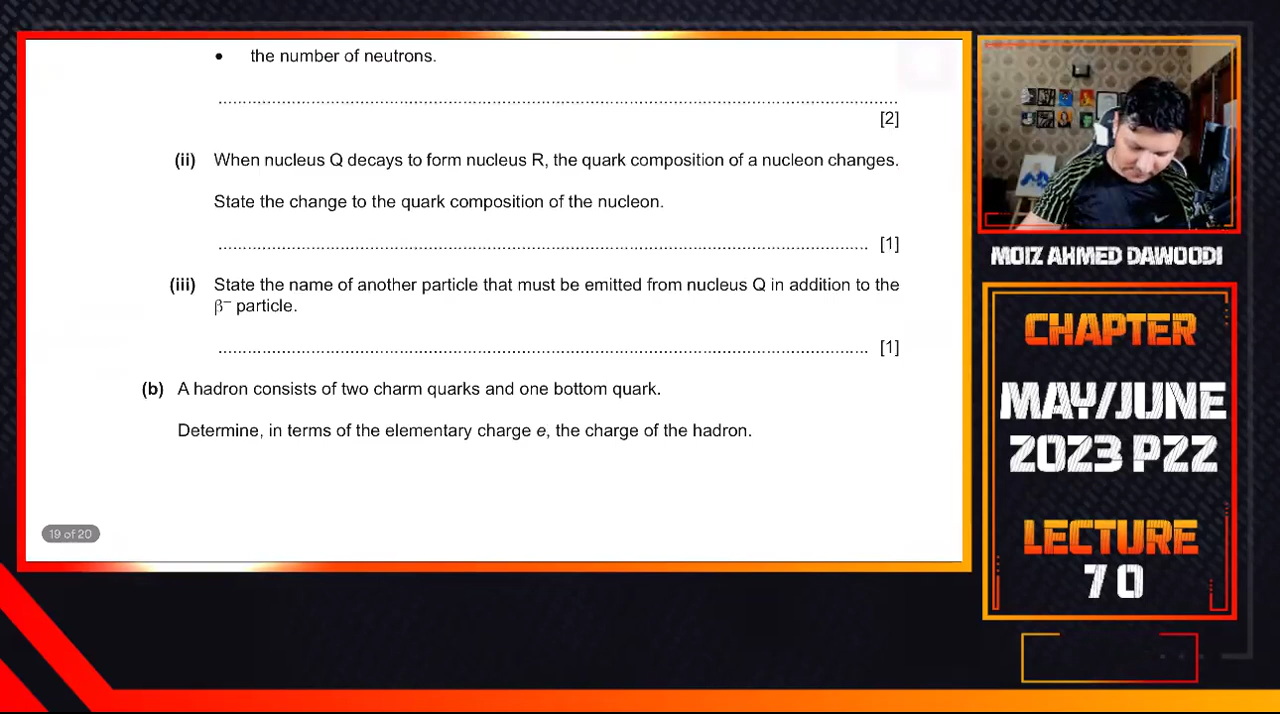 • the number of neutrons.
.................................................................................................................................................
[2]
(ii) When nucleus Q decays to form nucleus R, the quark composition of a nucleon changes.
State the change to the quark composition of the nucleon.
........................................................................................................................................... [1]
(iii) State the name of another particle that must be emitted from nucleus Q in addition to the
β⁻ particle.
........................................................................................................................................... [1]
(b) A hadron consists of two charm quarks and one bottom quark.
Determine, in terms of the elementary charge e, the charge of the hadron.
19 of 20
MOIZ AHMED DAWOODI
CHAPTER
MAY/JUNE
2023 P22
LECTURE
70